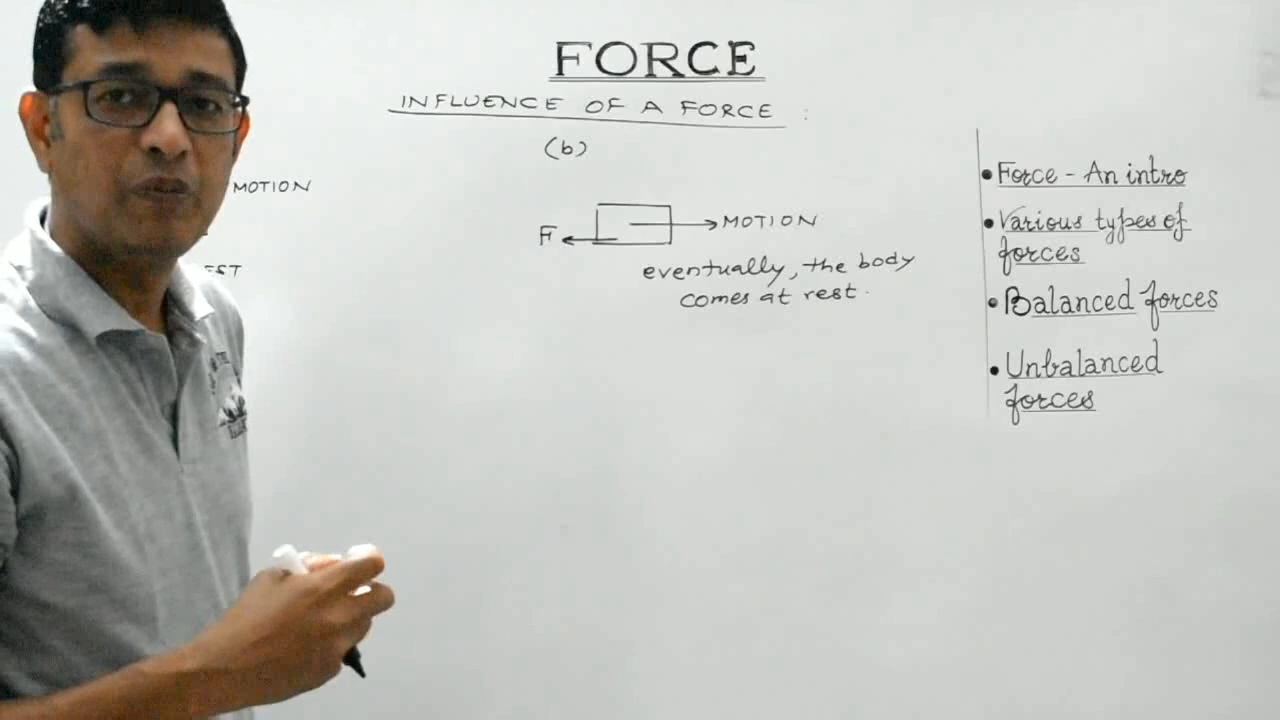 FORCE
INFLUENCE OF A FORCE :
(b)
MOTION
F MOTION
eventually, the body
comes at rest.
• Force - An intro
• Various types of
forces
• Balanced forces
• Unbalanced
forces